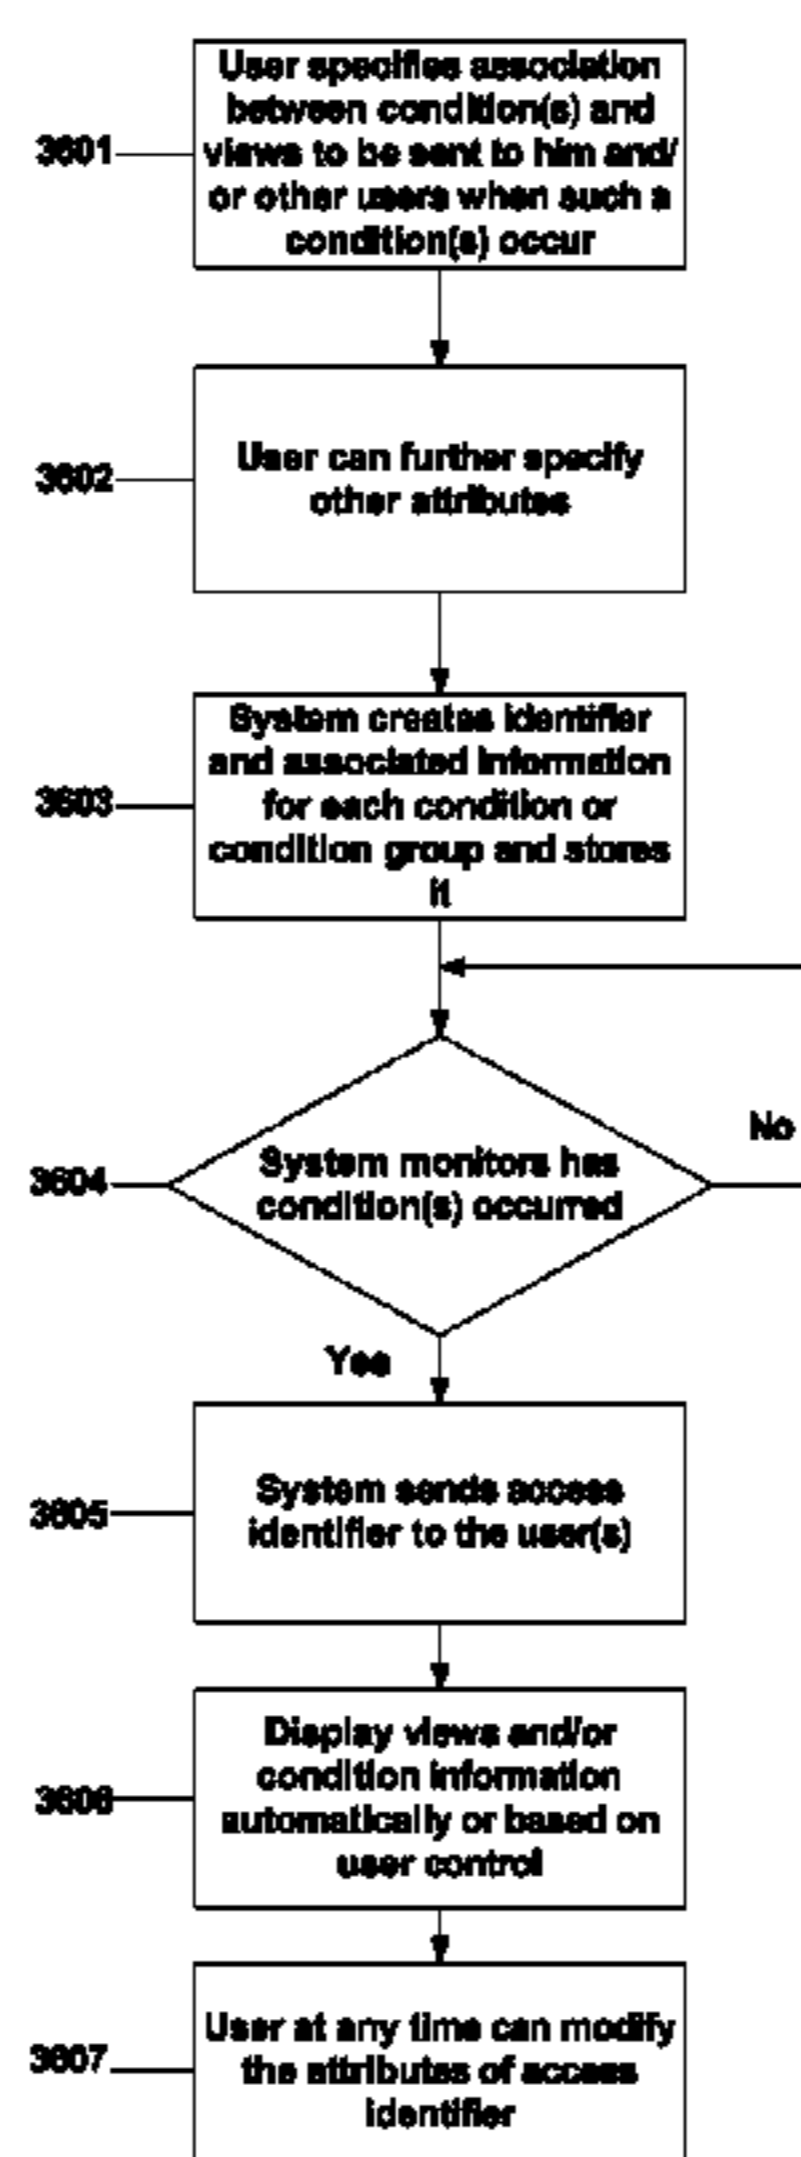 User specifies association
between condition(s) and
3601
views to be sent to him and/
or other users when such a
condition(s) occur
User can further specify
3602
other attributes
System creates identifier
and associated information
3603
for each condition or
condition group and stores
it
No
System monitors has
3604
condition(s) occurred
Yes
System sends access
3605
identifier to the user(s)
Display views and/or
condition information
3606
automatically or based on
user control
User at any time can modify
3607
the attributes of access
identifier